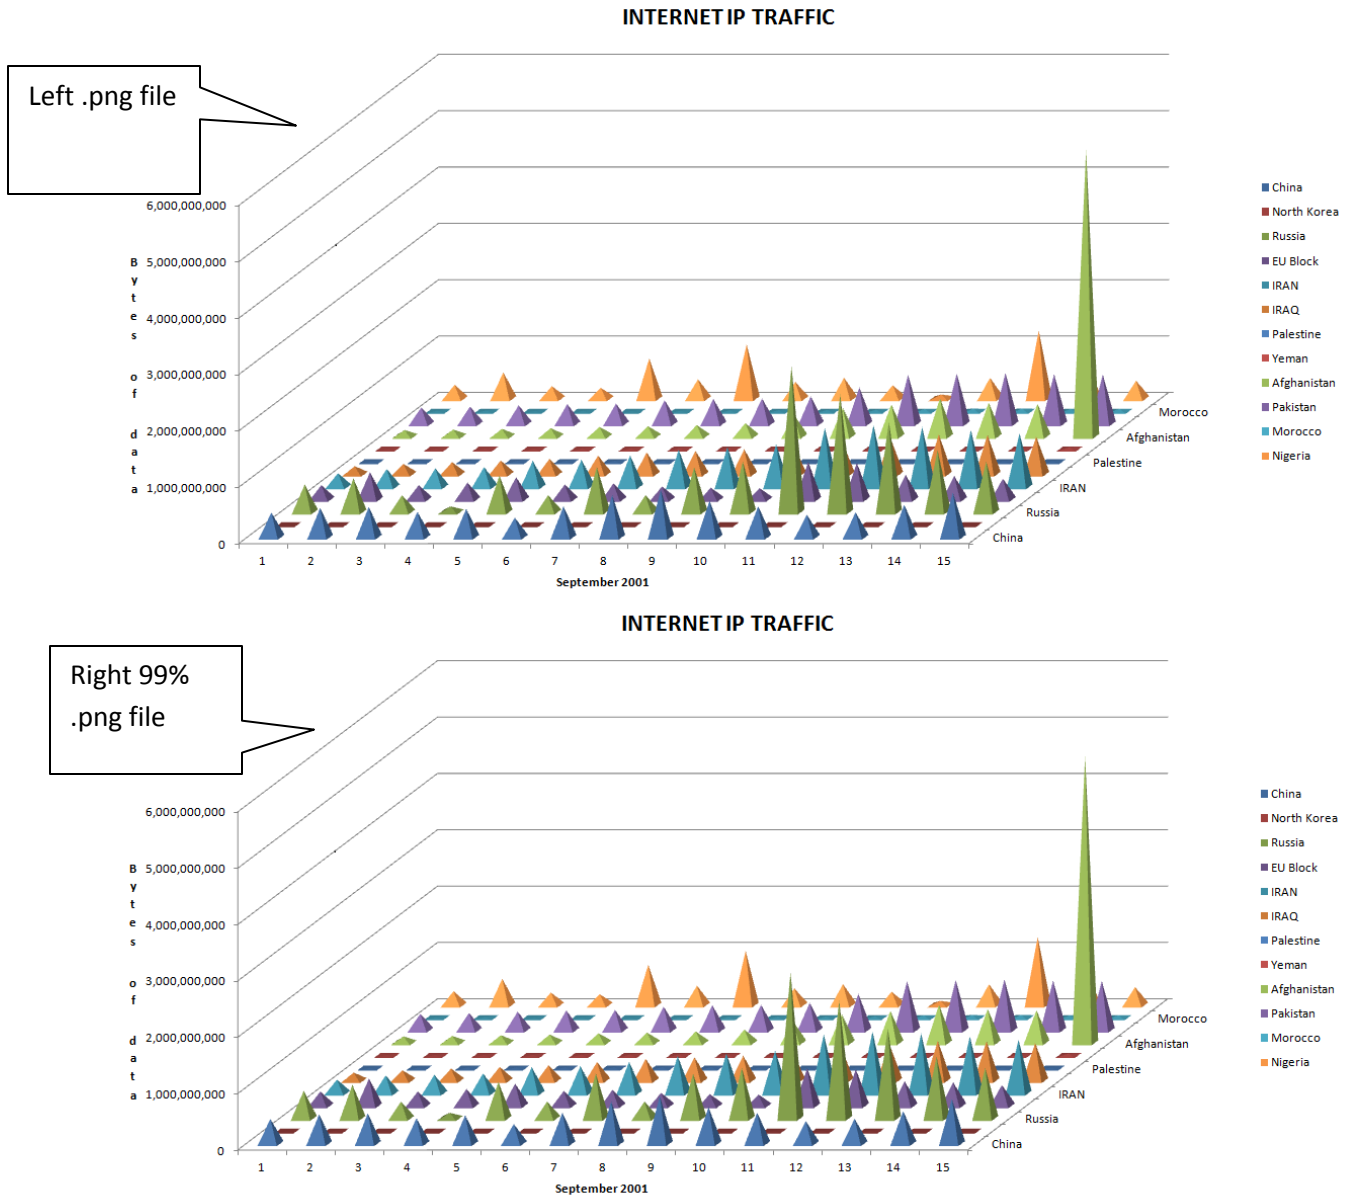 INTERNET IP TRAFFIC
Left .png file
6,000,000,000
5,000,000,000
4,000,000,000
3,000,000,000
2,000,000,000
1,000,000,000
0
Bytes of data
1 2 3 4 5 6 7 8 9 10 11 12 13 14 15
September 2001
Morocco
Afghanistan
Palestine
IRAN
Russia
China
China
North Korea
Russia
EU Block
IRAN
IRAQ
Palestine
Yeman
Afghanistan
Pakistan
Morocco
Nigeria
INTERNET IP TRAFFIC
Right 99%
.png file
6,000,000,000
5,000,000,000
4,000,000,000
3,000,000,000
2,000,000,000
1,000,000,000
0
Bytes of data
1 2 3 4 5 6 7 8 9 10 11 12 13 14 15
September 2001
Morocco
Afghanistan
Palestine
IRAN
Russia
China
China
North Korea
Russia
EU Block
IRAN
IRAQ
Palestine
Yeman
Afghanistan
Pakistan
Morocco
Nigeria